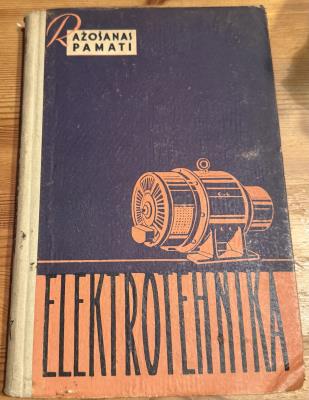 RAŽOŠANAS
PAMATI
ELEKTROTEHNIKA